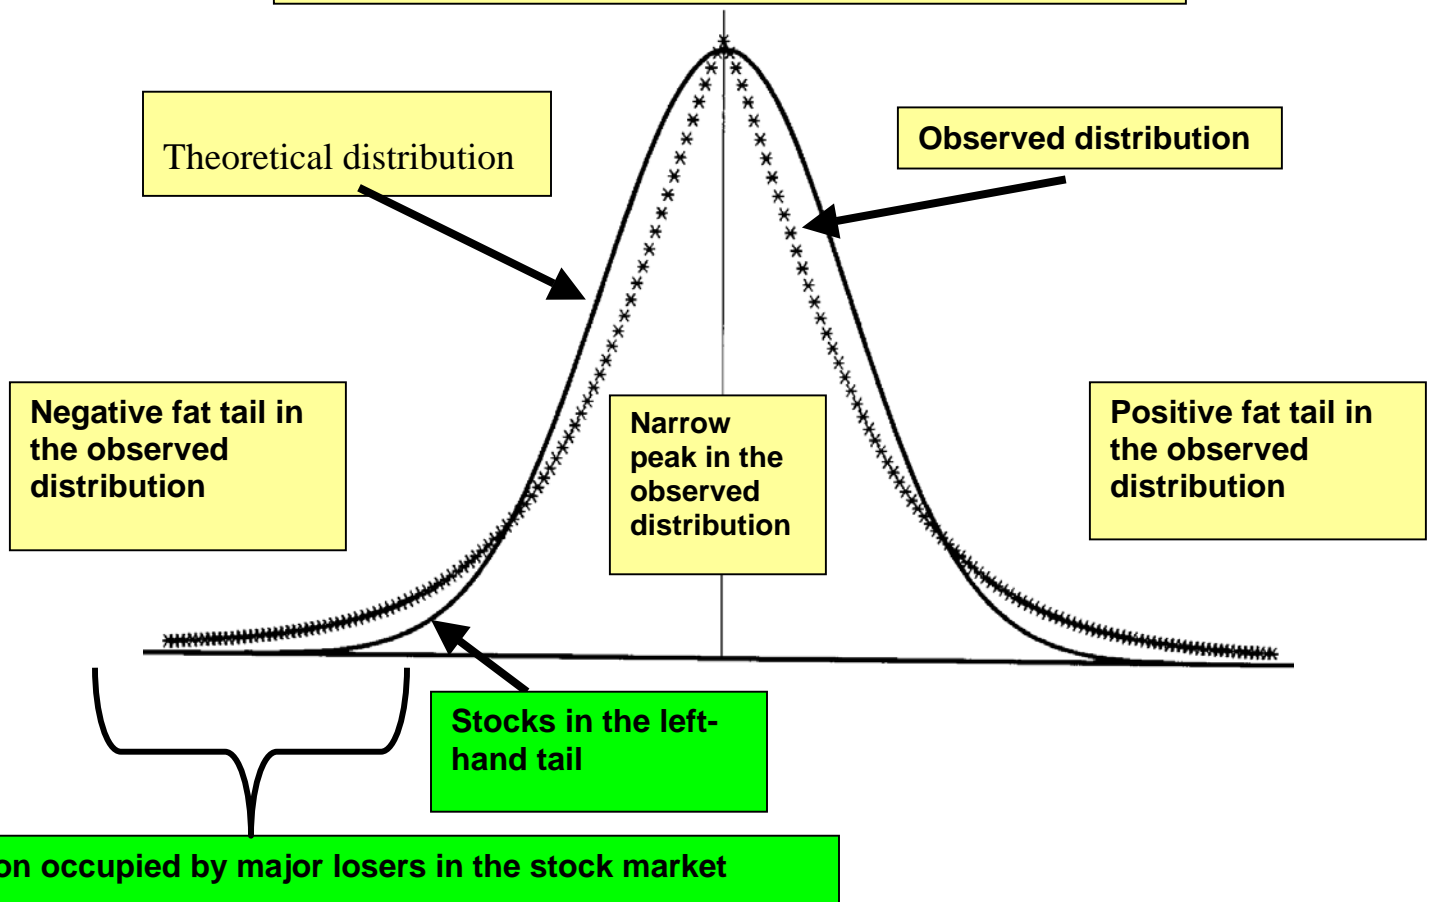 Theoretical distribution
Observed distribution
Negative fat tail in
the observed
distribution
Narrow
peak in the
observed
distribution
Positive fat tail in
the observed
distribution
Stocks in the left-
hand tail
on occupied by major losers in the stock market